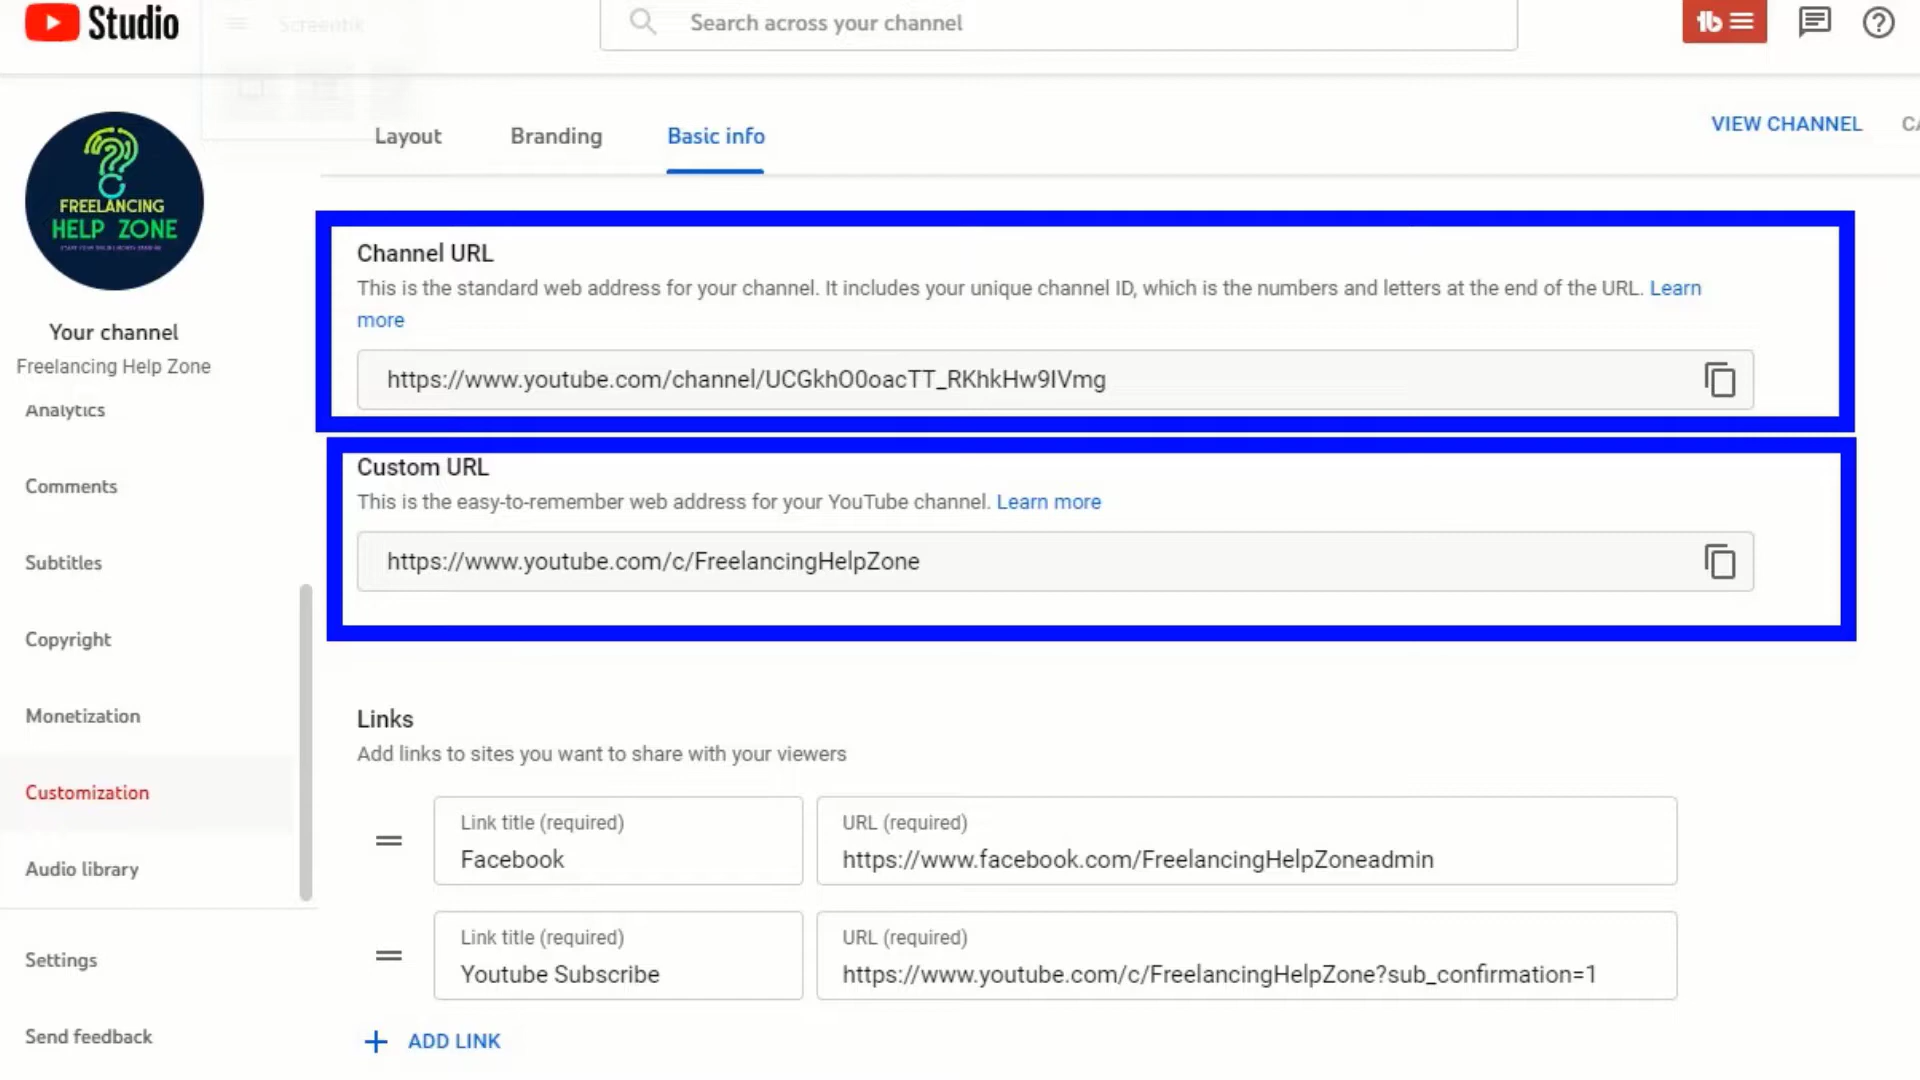 Studio
Search across your channel
Layout
Branding
Basic info
VIEW CHANNEL
FREELANCING
HELP ZONE
Your channel
Freelancing Help Zone
Analytics
Comments
Subtitles
Copyright
Monetization
Customization
Audio library
Settings
Send feedback
Channel URL
This is the standard web address for your channel. It includes your unique channel ID, which is the numbers and letters at the end of the URL. Learn
more
https://www.youtube.com/channel/UCGkhO0oacTT_RKhkHw9IVmg
Custom URL
This is the easy-to-remember web address for your YouTube channel. Learn more
https://www.youtube.com/c/FreelancingHelpZone
Links
Add links to sites you want to share with your viewers
Link title (required)
Facebook
URL (required)
https://www.facebook.com/FreelancingHelpZoneadmin
Link title (required)
Youtube Subscribe
URL (required)
https://www.youtube.com/c/FreelancingHelpZone?sub_confirmation=1
ADD LINK